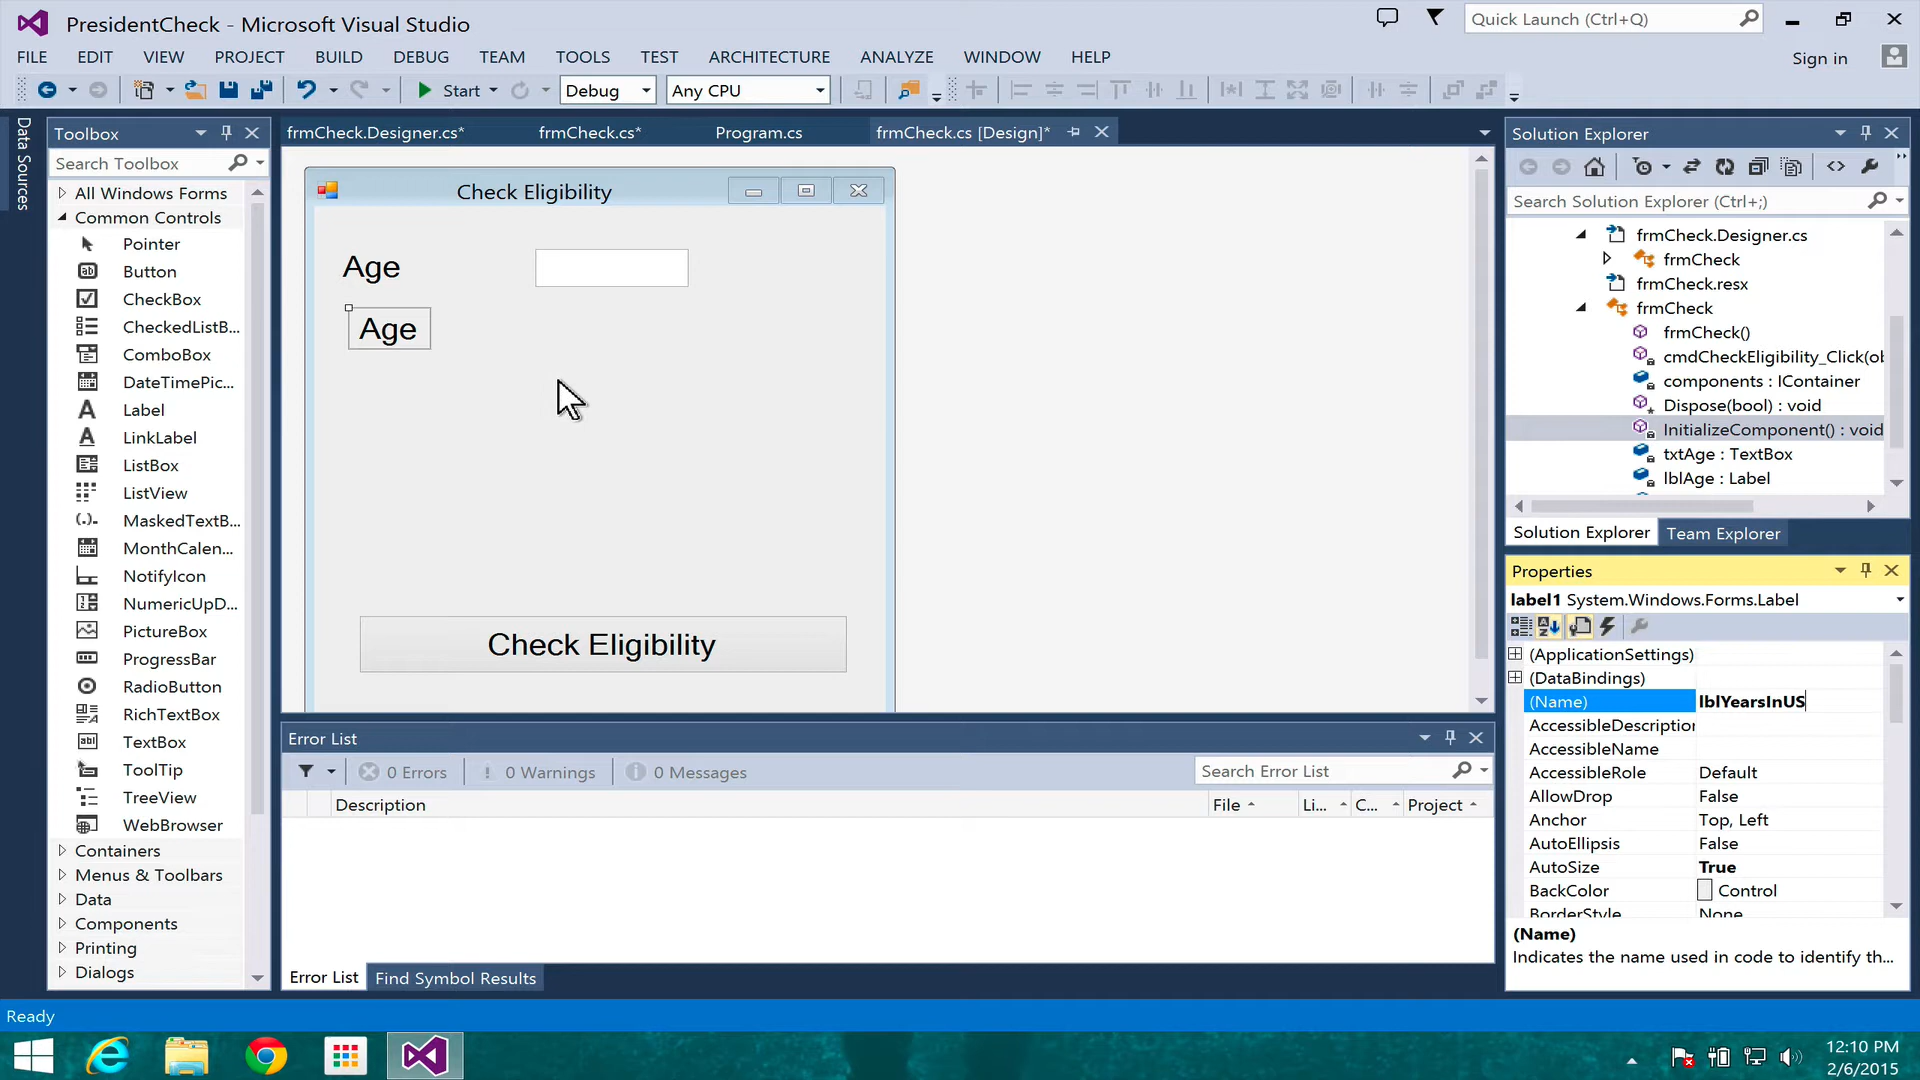 PresidentCheck - Microsoft Visual Studio
Quick Launch (Ctrl+Q)
FILE EDIT VIEW PROJECT BUILD DEBUG TEAM TOOLS TEST ARCHITECTURE ANALYZE WINDOW HELP
Sign in
Start Debug Any CPU
Data Sources
Toolbox
Search Toolbox
All Windows Forms
Common Controls
Pointer
Button
CheckBox
CheckedListB...
ComboBox
DateTimePic...
Label
LinkLabel
ListBox
ListView
MaskedTextB...
MonthCalen...
NotifyIcon
NumericUpD...
PictureBox
ProgressBar
RadioButton
RichTextBox
TextBox
ToolTip
TreeView
WebBrowser
Containers
Menus & Toolbars
Data
Components
Printing
Dialogs
frmCheck.Designer.cs* frmCheck.cs* Program.cs frmCheck.cs [Design]*
Check Eligibility
Age
Age
Check Eligibility
Error List
0 Errors 0 Warnings 0 Messages
Search Error List
Description File Li... C... Project
Error List Find Symbol Results
Solution Explorer
Search Solution Explorer (Ctrl+;)
frmCheck.Designer.cs
frmCheck
frmCheck.resx
frmCheck
frmCheck()
cmdCheckEligibility_Click(ob
components : IContainer
Dispose(bool) : void
InitializeComponent() : void
txtAge : TextBox
lblAge : Label
Solution Explorer Team Explorer
Properties
label1 System.Windows.Forms.Label
(ApplicationSettings)
(DataBindings)
(Name) lblYearsInUS
AccessibleDescription
AccessibleName
AccessibleRole Default
AllowDrop False
Anchor Top, Left
AutoEllipsis False
AutoSize True
BackColor Control
BorderStyle None
(Name)
Indicates the name used in code to identify th...
Ready
12:10 PM
2/6/2015